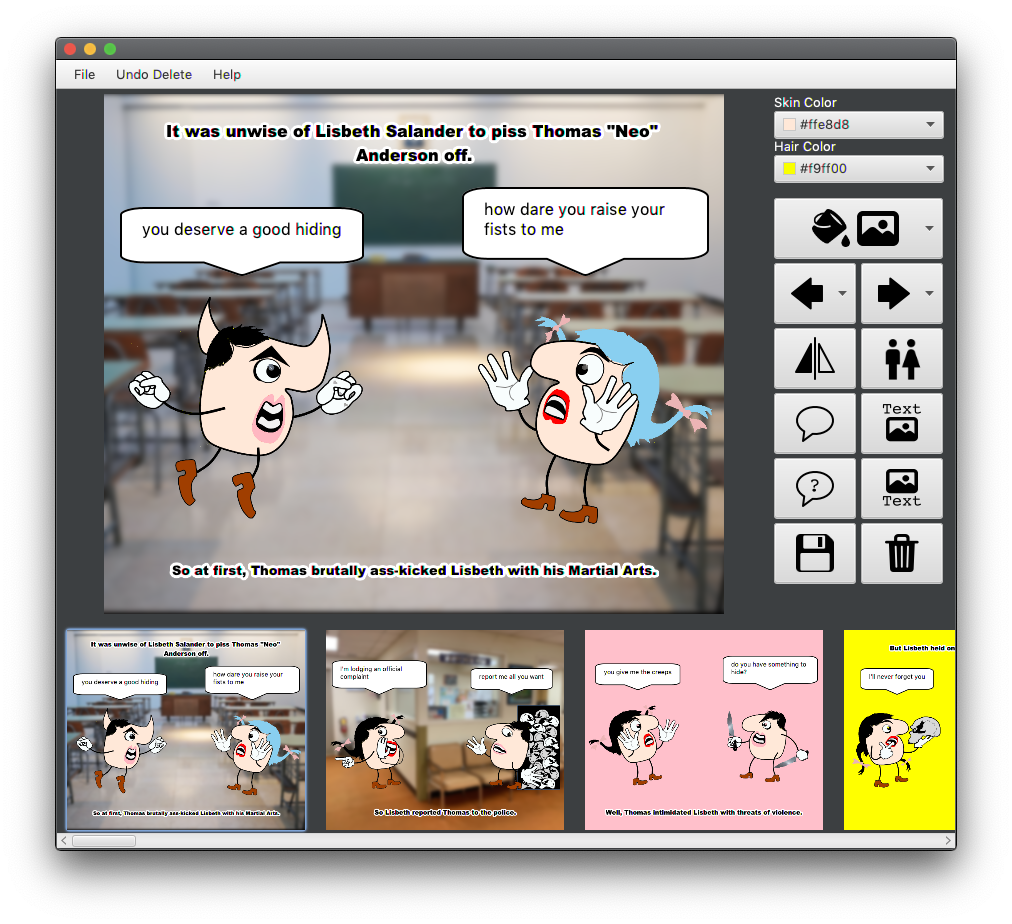 File Undo Delete Help
Skin Color
#ffe8d8
Hair Color
#f9ff00
It was unwise of Lisbeth Salander to piss Thomas "Neo"
Anderson off.
you deserve a good hiding
how dare you raise your
fists to me
So at first, Thomas brutally ass-kicked Lisbeth with his Martial Arts.
Text
?
Text
It was unwise of Lisbeth Salander to piss Thomas "Neo"
Anderson off.
you deserve a good hiding
how dare you raise your
fists to me
So at first, Thomas brutally ass-kicked Lisbeth with his Martial Arts.
I'm lodging an official
complaint
report me all you want
So Lisbeth reported Thomas to the police.
you give me the creeps
do you have something to
hide?
Well, Thomas intimidated Lisbeth with threats of violence.
But Lisbeth held on
I'll never forget you